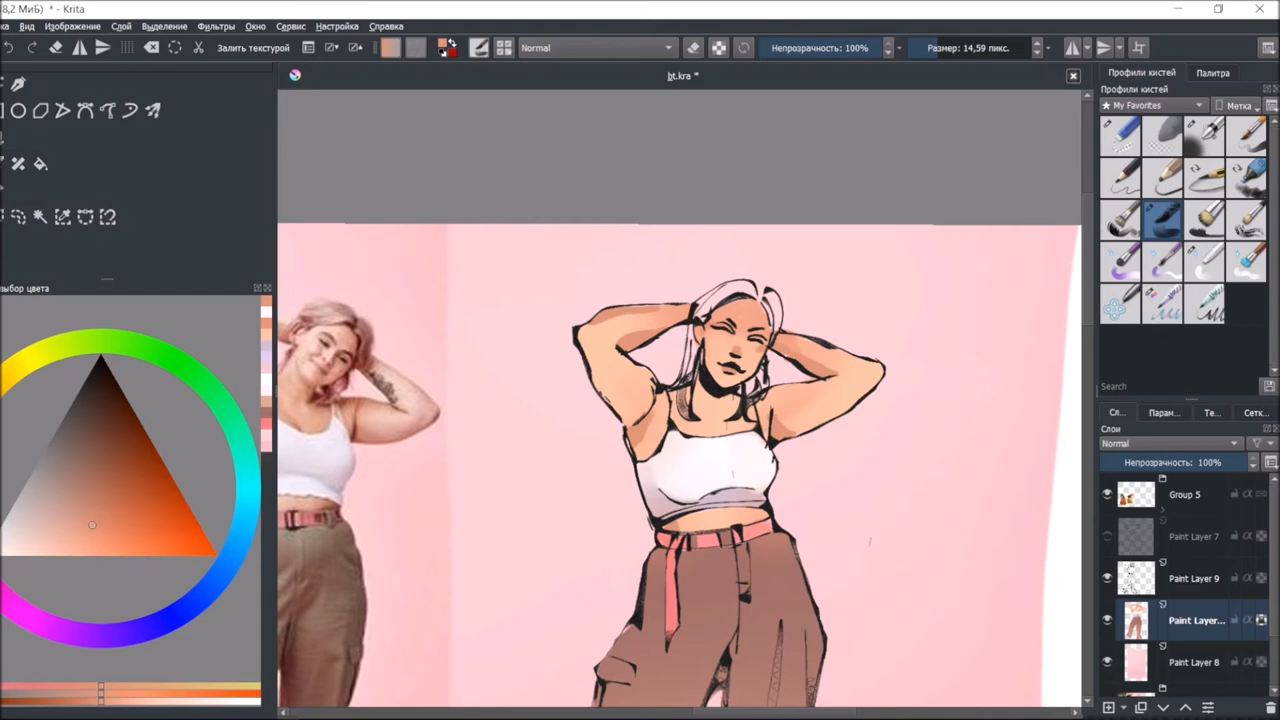 8,2 МиБ) * - Krita
ка Вид Изображение Слой Выделение Фильтры Окно Сервис Настройка Справка
Залить текстурой
Normal
Непрозрачность: 100%
Размер: 14,59 пикс.
bt.kra *
Профили кистей Палитра
Профили кистей
★ My Favorites
Метка
выбор цвета
Search
Сл... Парам... Те... Сетк...
Слои
Normal
Непрозрачность: 100%
Group 5
Paint Layer 7
Paint Layer 9
Paint Layer...
Paint Layer 8